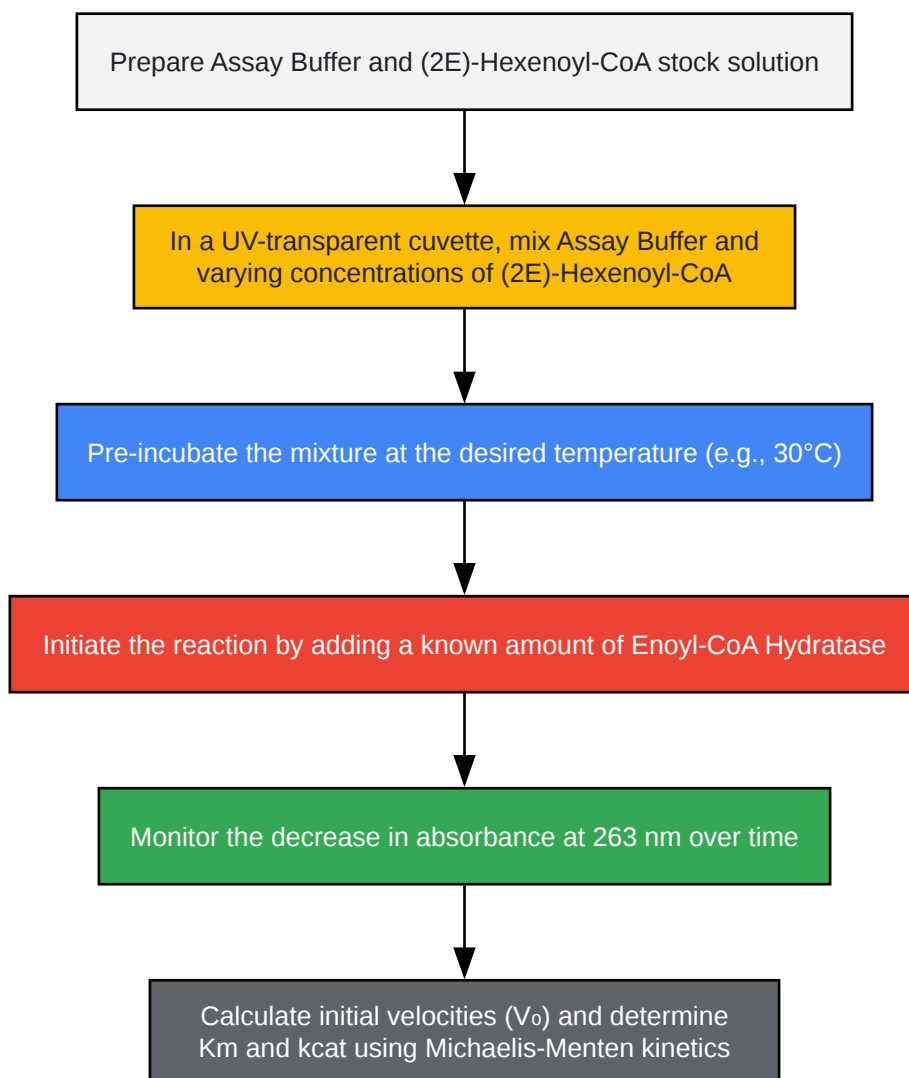 Prepare Assay Buffer and (2E)-Hexenoyl-CoA stock solution
In a UV-transparent cuvette, mix Assay Buffer and
varying concentrations of (2E)-Hexenoyl-CoA
Pre-incubate the mixture at the desired temperature (e.g., 30°C)
Initiate the reaction by adding a known amount of Enoyl-CoA Hydratase
Monitor the decrease in absorbance at 263 nm over time
Calculate initial velocities (V₀) and determine
Km and kcat using Michaelis-Menten kinetics